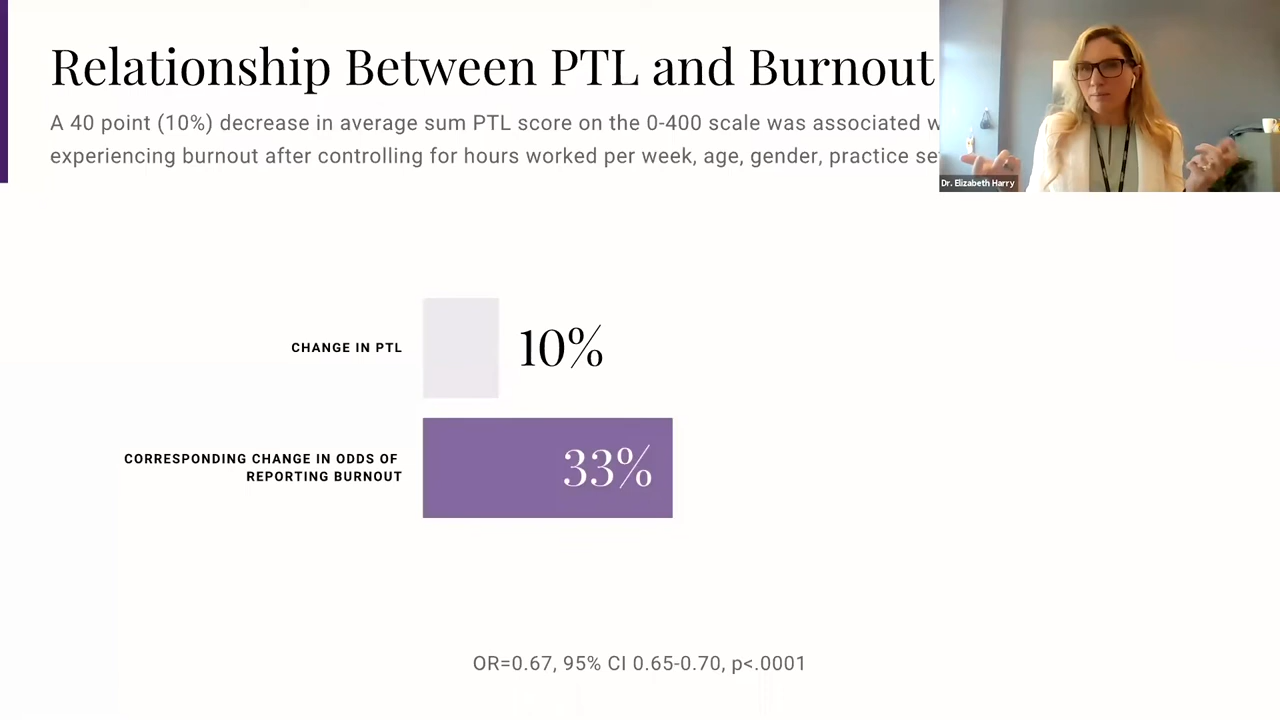 Relationship Between PTL and Burnout
A 40 point (10%) decrease in average sum PTL score on the 0-400 scale was associated
experiencing burnout after controlling for hours worked per week, age, gender, practice
Dr. Elizabeth Harry
CHANGE IN PTL
10%
CORRESPONDING CHANGE IN ODDS OF
REPORTING BURNOUT
33%
OR=0.67, 95% CI 0.65-0.70, p<.0001